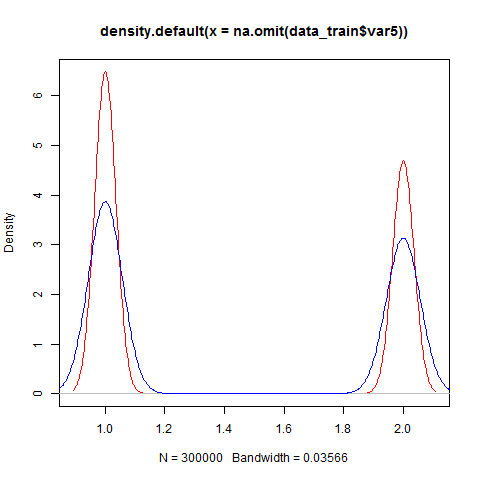 density.default(x = na.omit(data_train$var5))
Density
6
5
4
3
2
1
0
1.0 1.2 1.4 1.6 1.8 2.0
N = 300000 Bandwidth = 0.03566